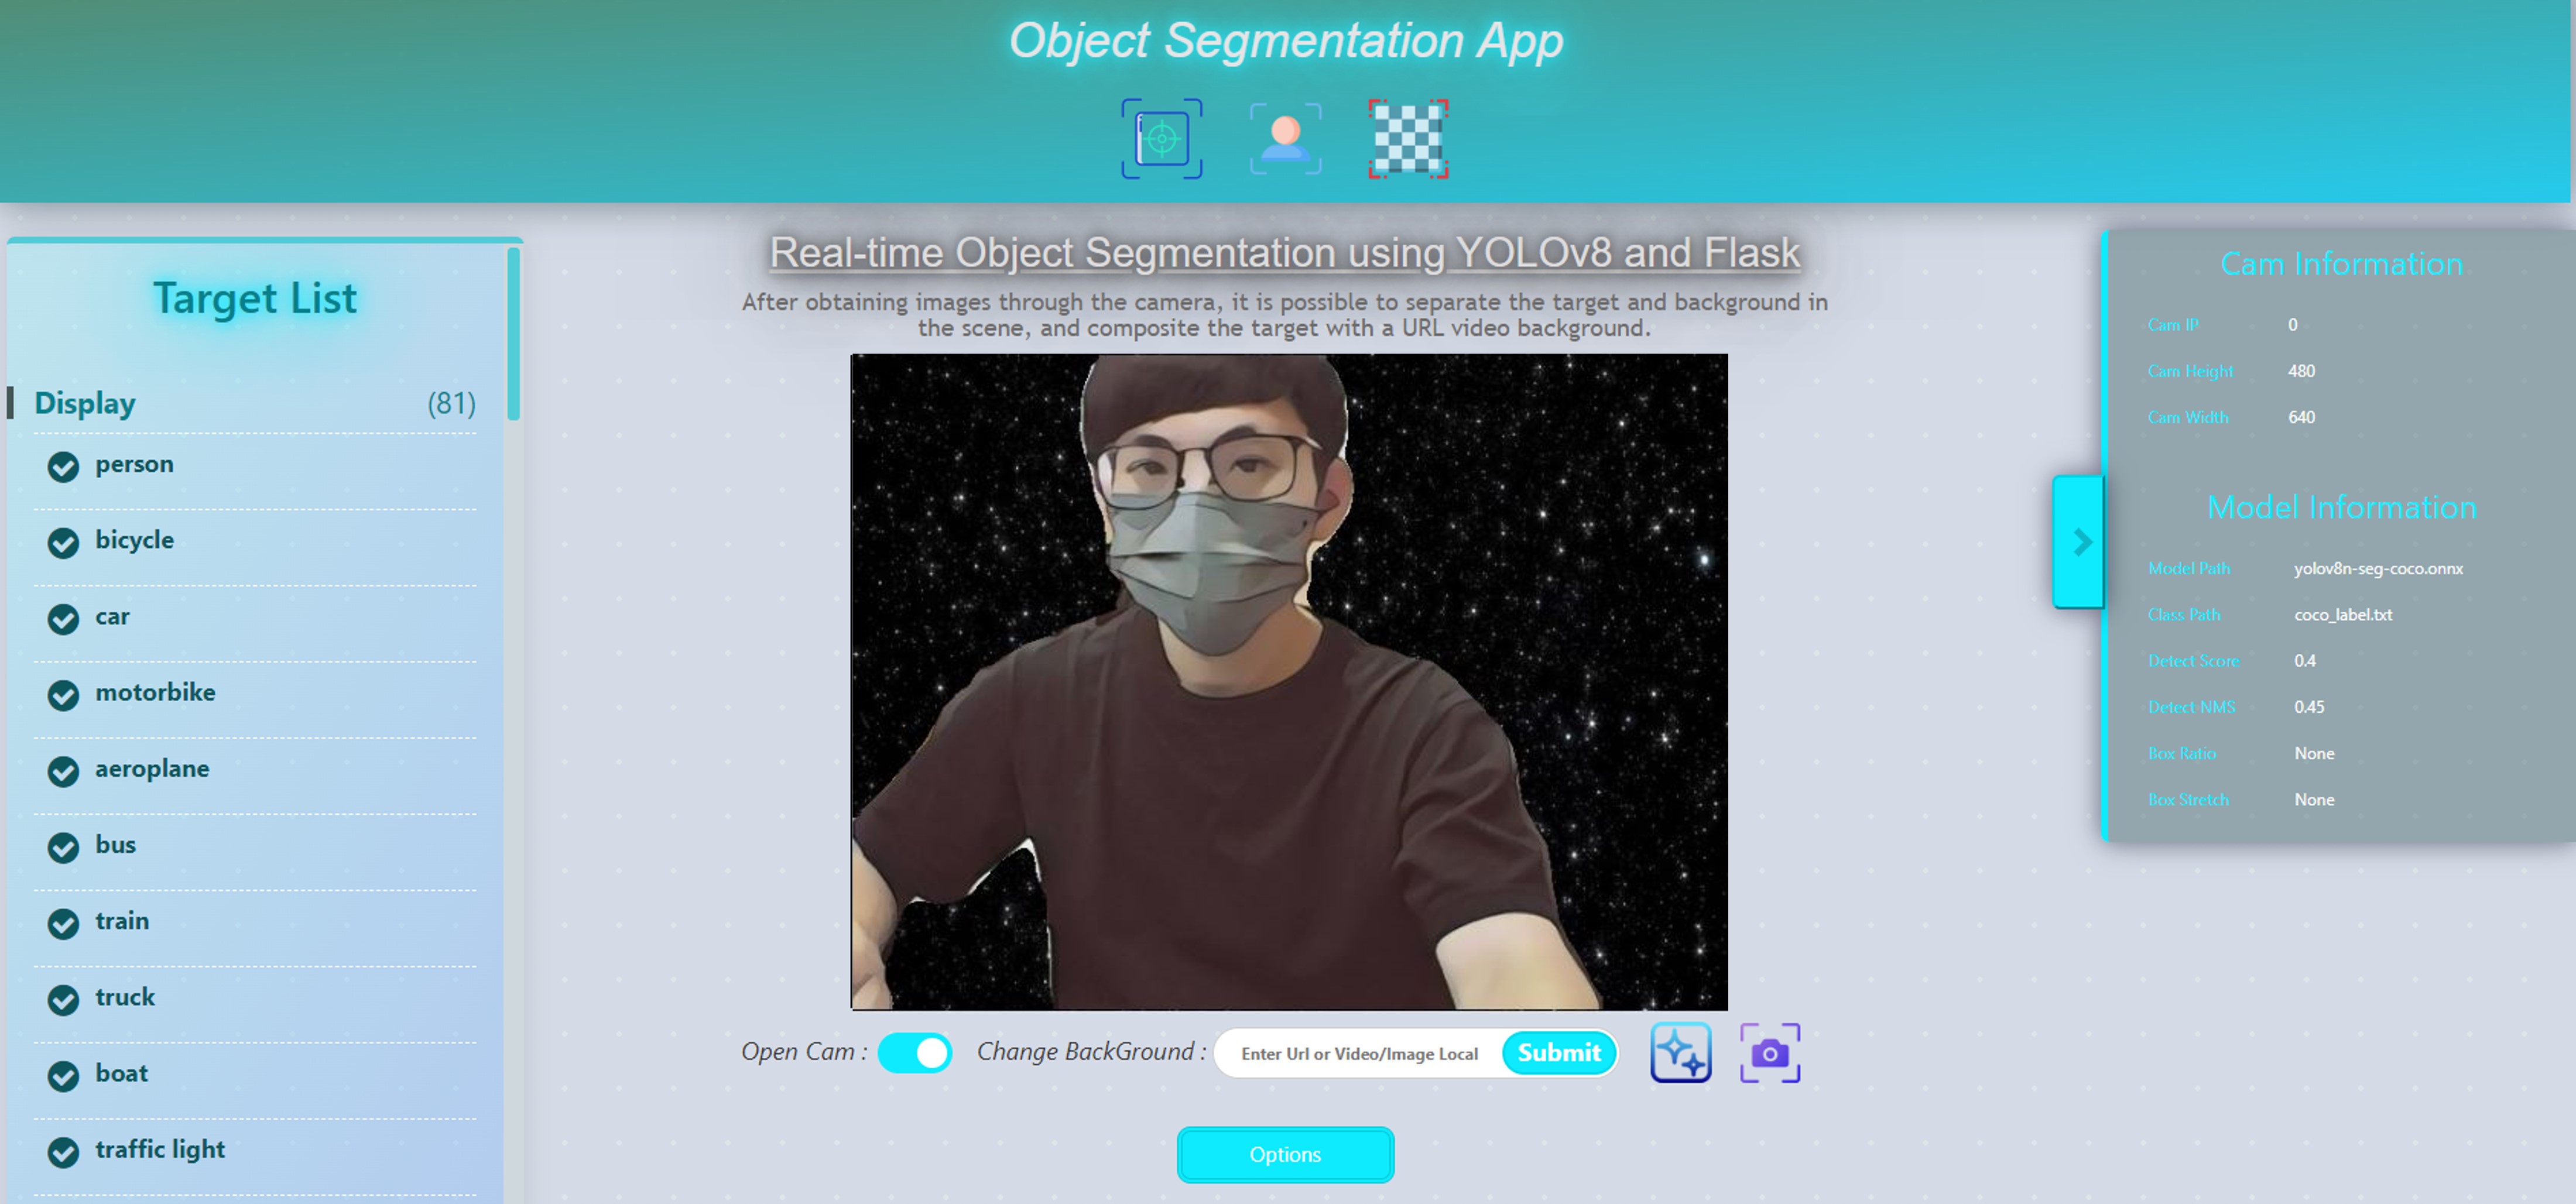 Object Segmentation App
Target List
Display (81)
person
bicycle
car
motorbike
aeroplane
bus
train
truck
boat
traffic light
Real-time Object Segmentation using YOLOv8 and Flask
After obtaining images through the camera, it is possible to separate the target and background in
the scene, and composite the target with a URL video background.
Open Cam : Change BackGround : Enter Url or Video/Image Local Submit
Options
Cam Information
Cam IP 0
Cam Height 480
Cam Width 640
Model Information
Model Path yolov8n-seg-coco.onnx
Class Path coco_label.txt
Detect Score 0.4
Detect NMS 0.45
Box Ratio None
Box Stretch None